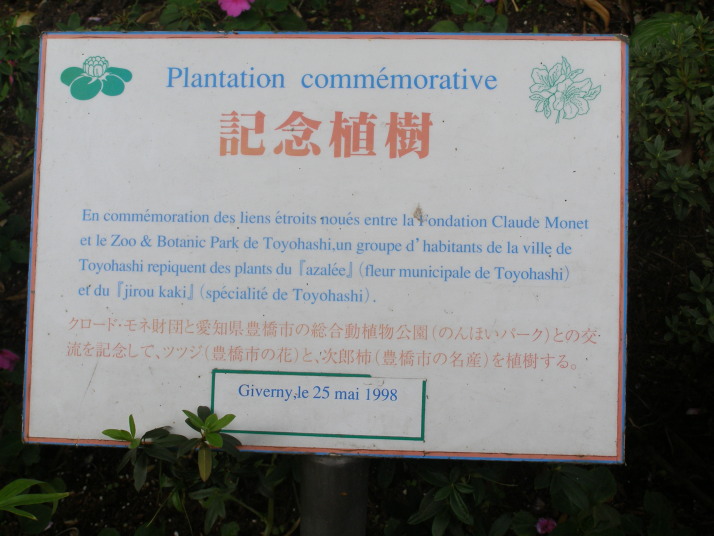 Plantation commémorative
記念植樹
En commémoration des liens étroits noués entre la Fondation Claude Monet
et le Zoo & Botanic Park de Toyohashi,un groupe d'habitants de la ville de
Toyohashi repiquent des plants du『azalée』(fleur municipale de Toyohashi)
et du『jirou kaki』(spécialité de Toyohashi).
クロード・モネ財団と愛知県豊橋市の総合動植物公園(のんほいパーク)との交
流を記念して、ツツジ(豊橋市の花)と、次郎柿(豊橋市の名産)を植樹する。
Giverny,le 25 mai 1998